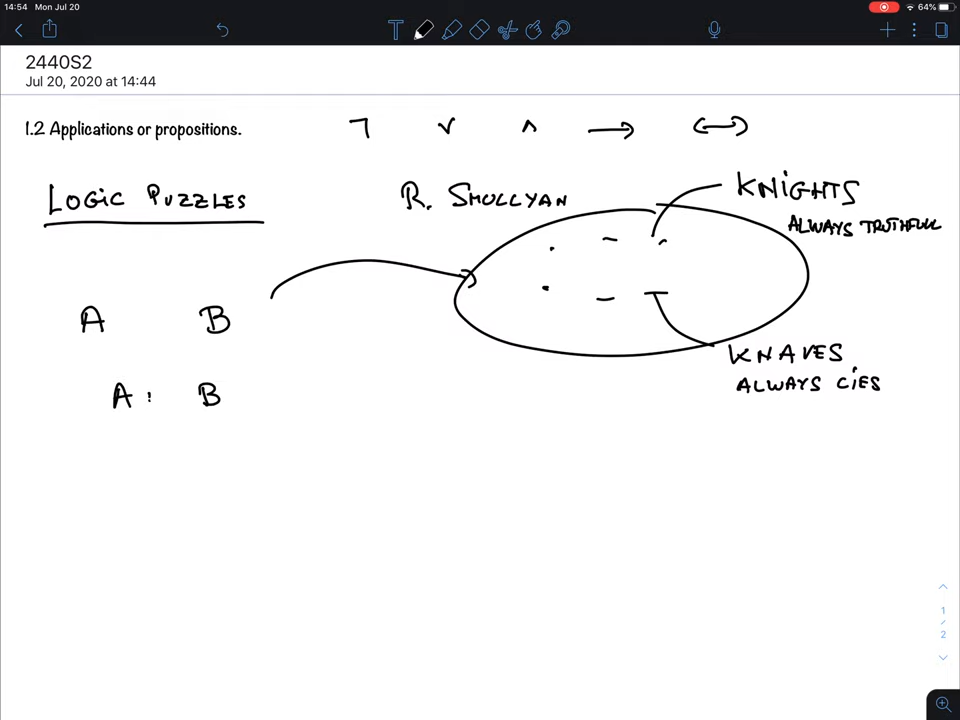 14:54 Mon Jul 20
64%
2440S2
Jul 20, 2020 at 14:44
1.2 Applications or propositions. ¬ ∨ ∧ → ↔
LOGIC PUZZLES
R. SMULLYAN
KNIGHTS
ALWAYS TRUTHFUL
A B
KNAVES
ALWAYS LIES
A: B
1
/
2